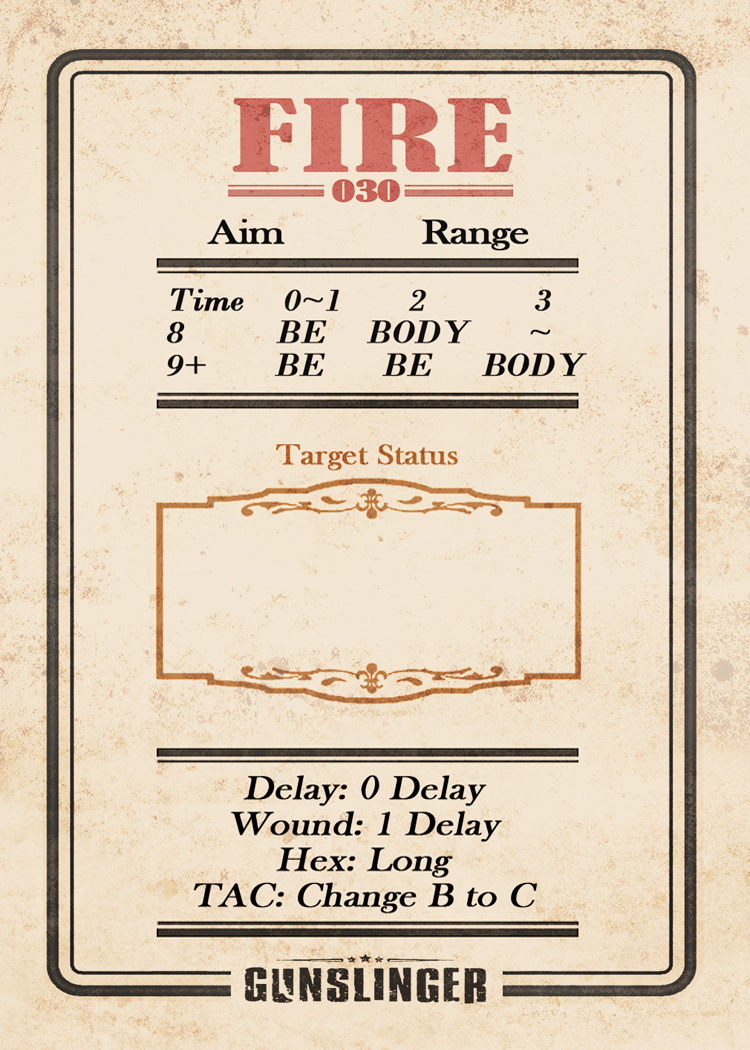 FIRE
030
Aim Range
Time 0~1 2 3
8 BE BODY ~
9+ BE BE BODY
Target Status
Delay: 0 Delay
Wound: 1 Delay
Hex: Long
TAC: Change B to C
GUNSLINGER